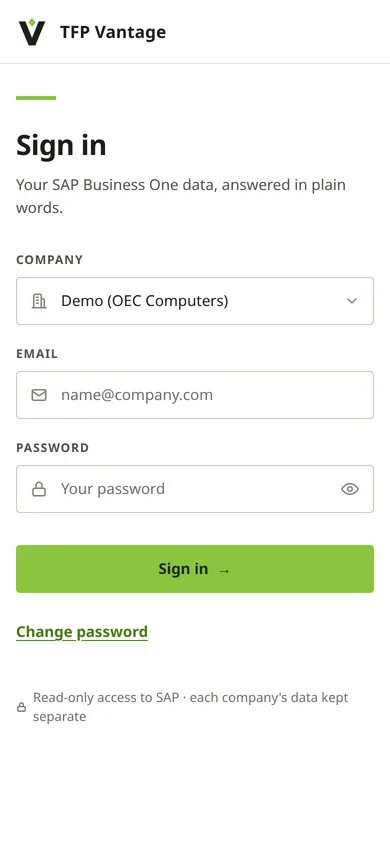 TFP Vantage
Sign in
Your SAP Business One data, answered in plain
words.
COMPANY
Demo (OEC Computers)
EMAIL
name@company.com
PASSWORD
Your password
Sign in →
Change password
Read-only access to SAP · each company's data kept
separate